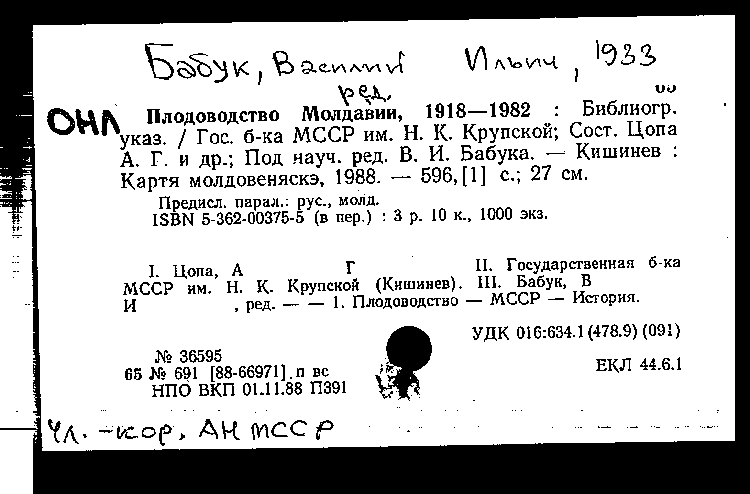 Бабук, Василий Ильич, 1933
ред.
ОНЛ
Плодоводство Молдавии, 1918—1982 : Библиогр.
указ. / Гос. б-ка МССР им. Н. К. Крупской; Сост. Цопа
А. Г. и др.; Под науч. ред. В. И. Бабука. — Кишинев :
Картя молдовеняскэ, 1988. — 596,[1] с.; 27 см.
Предисл. парал.: рус., молд.
ISBN 5-362-00375-5 (в пер.) : 3 р. 10 к., 1000 экз.
I. Цопа, А Г II. Государственная б-ка
МССР им. Н. К. Крупской (Кишинев). III. Бабук, В
И , ред. — — 1. Плодоводство — МССР — История.
УДК 016:634.1(478.9)(091)
№ 36595
65 № 691 [88-66971].п вс
ЕКЛ 44.6.1
НПО ВКП 01.11.88 П391
Чл. -кор. АН МССР